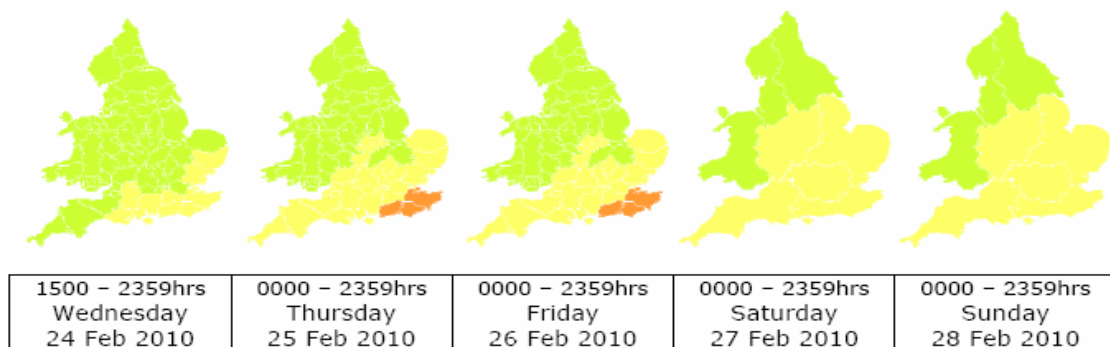 1500 – 2359hrs
Wednesday
24 Feb 2010
0000 – 2359hrs
Thursday
25 Feb 2010
0000 – 2359hrs
Friday
26 Feb 2010
0000 – 2359hrs
Saturday
27 Feb 2010
0000 – 2359hrs
Sunday
28 Feb 2010